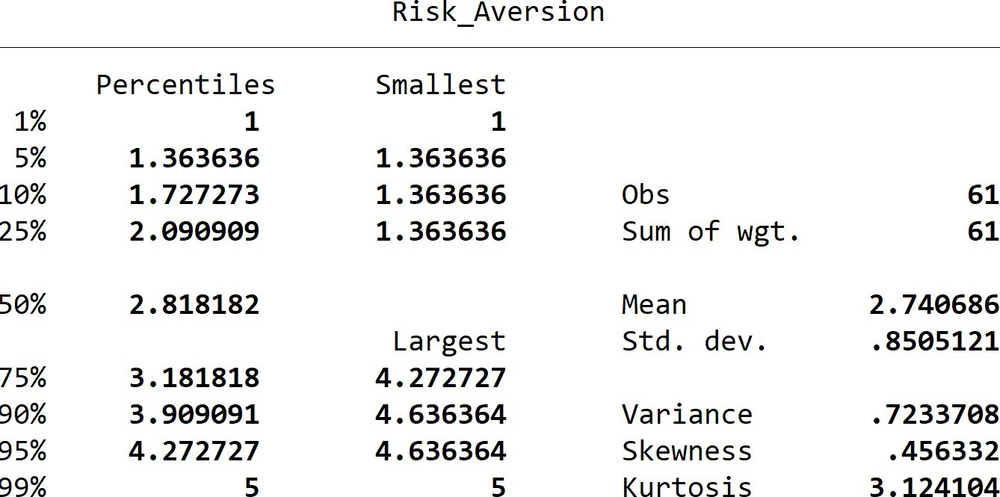 Risk_Aversion
Percentiles Smallest
1% 1 1
5% 1.363636 1.363636
10% 1.727273 1.363636 Obs 61
25% 2.090909 1.363636 Sum of wgt. 61
50% 2.818182 Mean 2.740686
Largest Std. dev. .8505121
75% 3.181818 4.272727
90% 3.909091 4.636364 Variance .7233708
95% 4.272727 4.636364 Skewness .456332
99% 5 5 Kurtosis 3.124104